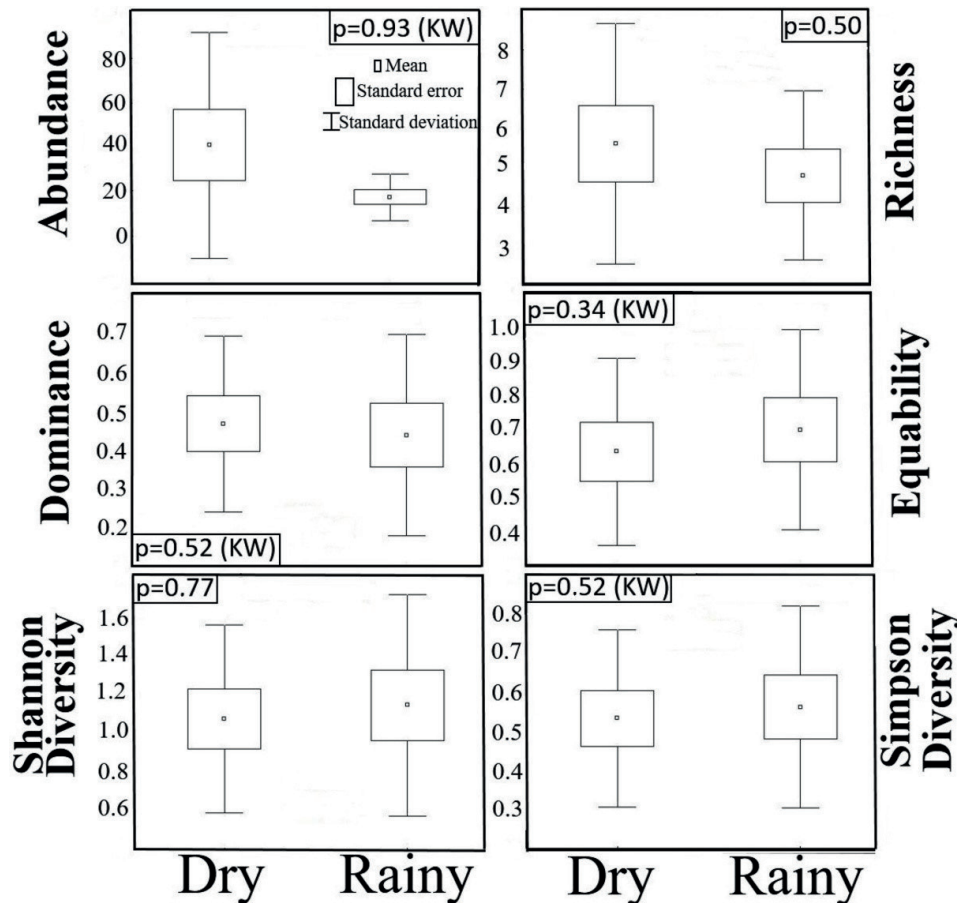 Abundance
80
60
40
20
0
p=0.93 (KW)
Mean
Standard error
Standard deviation
8
7
6
5
4
3
p=0.50
Richness
Dominance
0.7
0.6
0.5
0.4
0.3
0.2
p=0.52 (KW)
1.0
0.9
0.8
0.7
0.6
0.5
0.4
p=0.34 (KW)
Equability
Shannon
Diversity
1.6
1.4
1.2
1.0
0.8
0.6
p=0.77
0.8
0.7
0.6
0.5
0.4
0.3
p=0.52 (KW)
Simpson
Diversity
Dry Rainy Dry Rainy